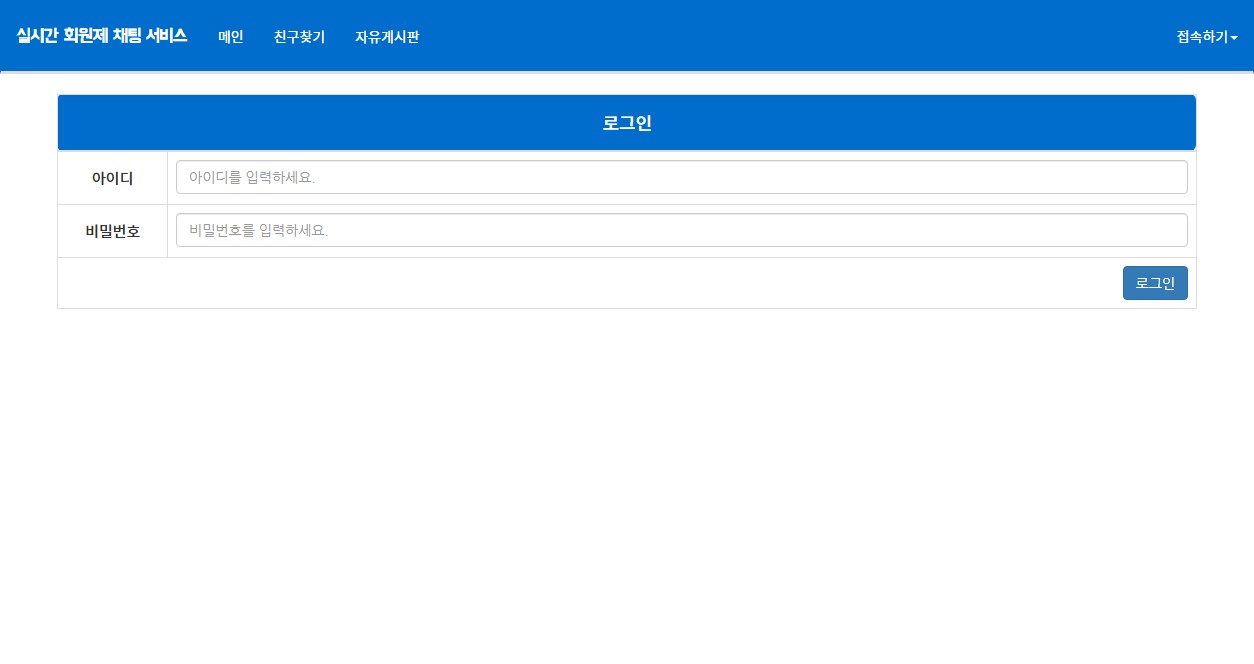 실시간 회원제 채팅 서비스 메인 친구찾기 자유게시판 접속하기
로그인
아이디 아이디를 입력하세요.
비밀번호 비밀번호를 입력하세요.
로그인